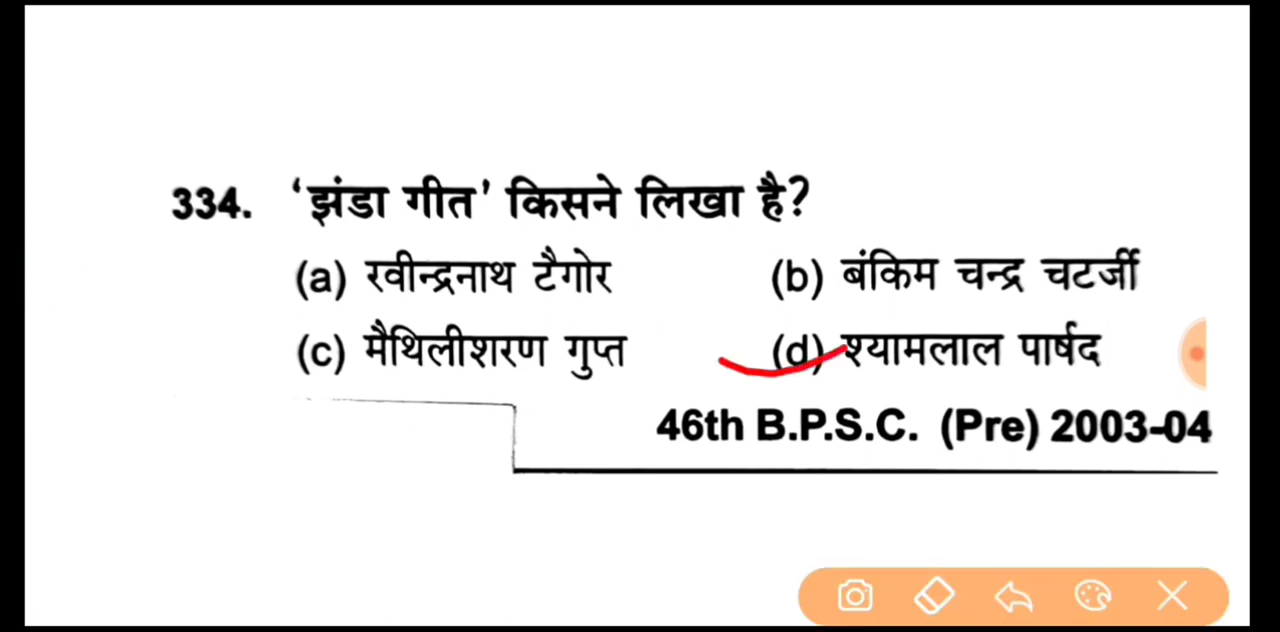 334. 'झंडा गीत' किसने लिखा है?
(a) रवीन्द्रनाथ टैगोर (b) बंकिम चन्द्र चटर्जी
(c) मैथिलीशरण गुप्त (d) श्यामलाल पार्षद
46th B.P.S.C. (Pre) 2003-04